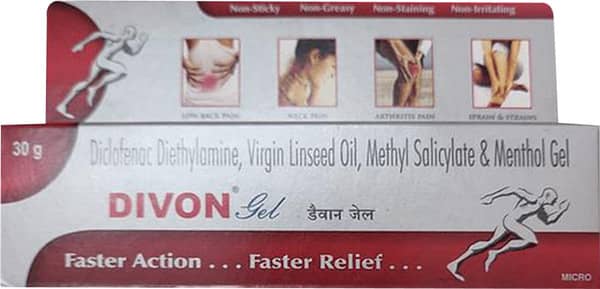 Non-Sticky Non-Greasy Non-Staining Non-Irritating
LOW BACK PAIN NECK PAIN ARTHRITIS PAIN SPRAIN & STRAINS
30 g
Diclofenac Diethylamine, Virgin Linseed Oil, Methyl Salicylate & Menthol Gel
DIVON® Gel डैवान जेल
Faster Action . . . Faster Relief . . .
MICRO